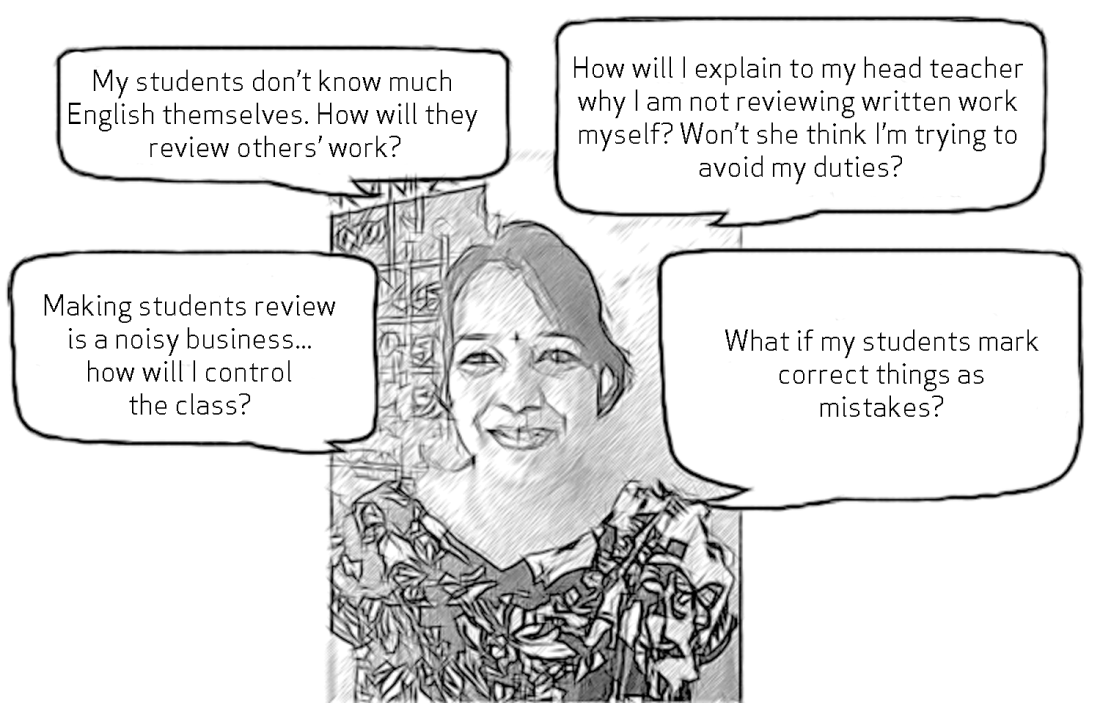 My students don't know much
English themselves. How will they
review others' work?
How will I explain to my head teacher
why I am not reviewing written work
myself? Won't she think I'm trying to
avoid my duties?
Making students review
is a noisy business...
how will I control
the class?
What if my students mark
correct things as
mistakes?